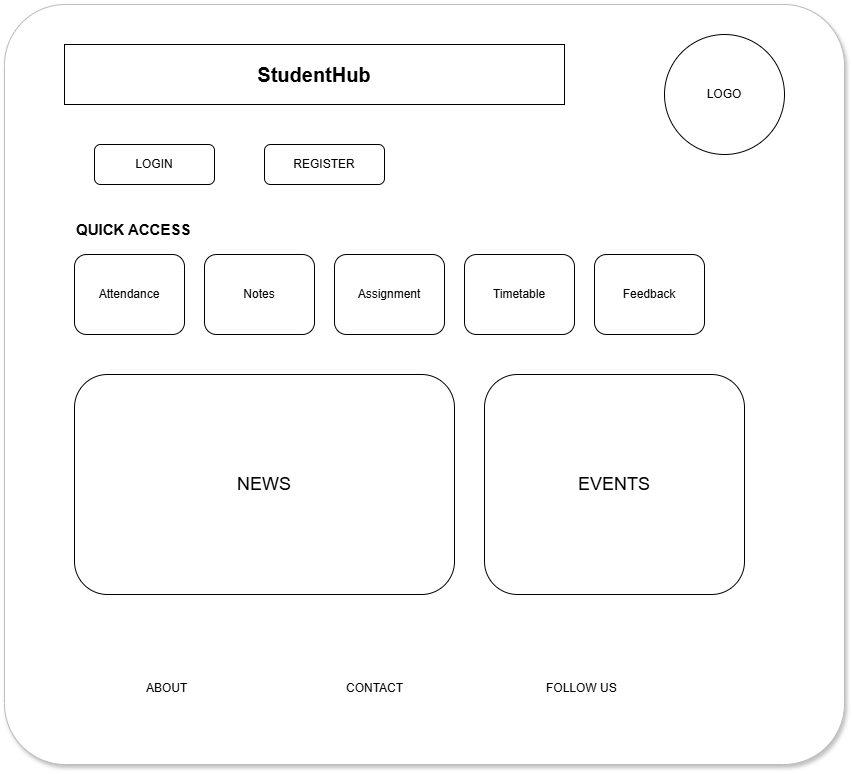 StudentHub
LOGO
LOGIN
REGISTER
QUICK ACCESS
Attendance
Notes
Assignment
Timetable
Feedback
NEWS
EVENTS
ABOUT
CONTACT
FOLLOW US